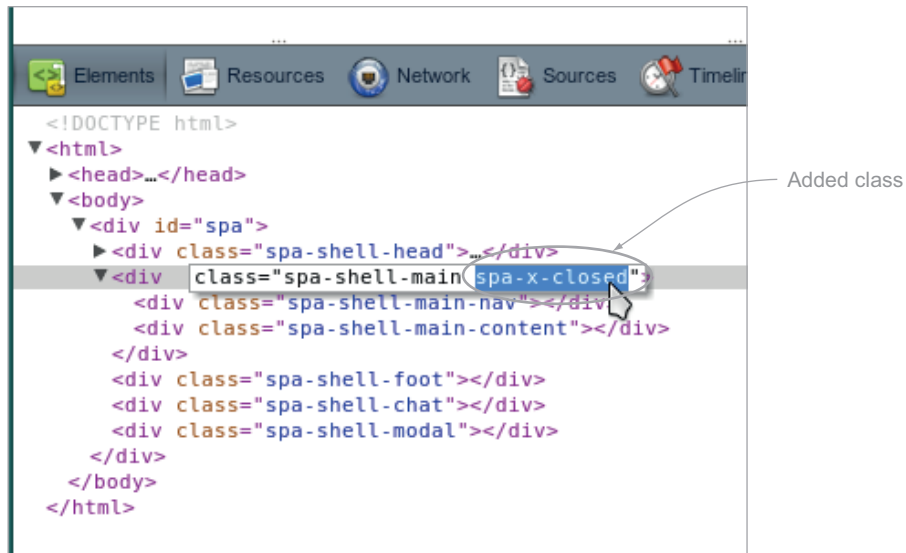 ...
...
Elements Resources Network Sources Timelin
<!DOCTYPE html>
▼<html>
▶<head>…</head>
▼<body>
▼<div id="spa">
▶<div class="spa-shell-head">…</div>
▼<div class="spa-shell-main spa-x-closed">
<div class="spa-shell-main-nav"></div>
<div class="spa-shell-main-content"></div>
</div>
<div class="spa-shell-foot"></div>
<div class="spa-shell-chat"></div>
<div class="spa-shell-modal"></div>
</div>
</body>
</html>
Added class